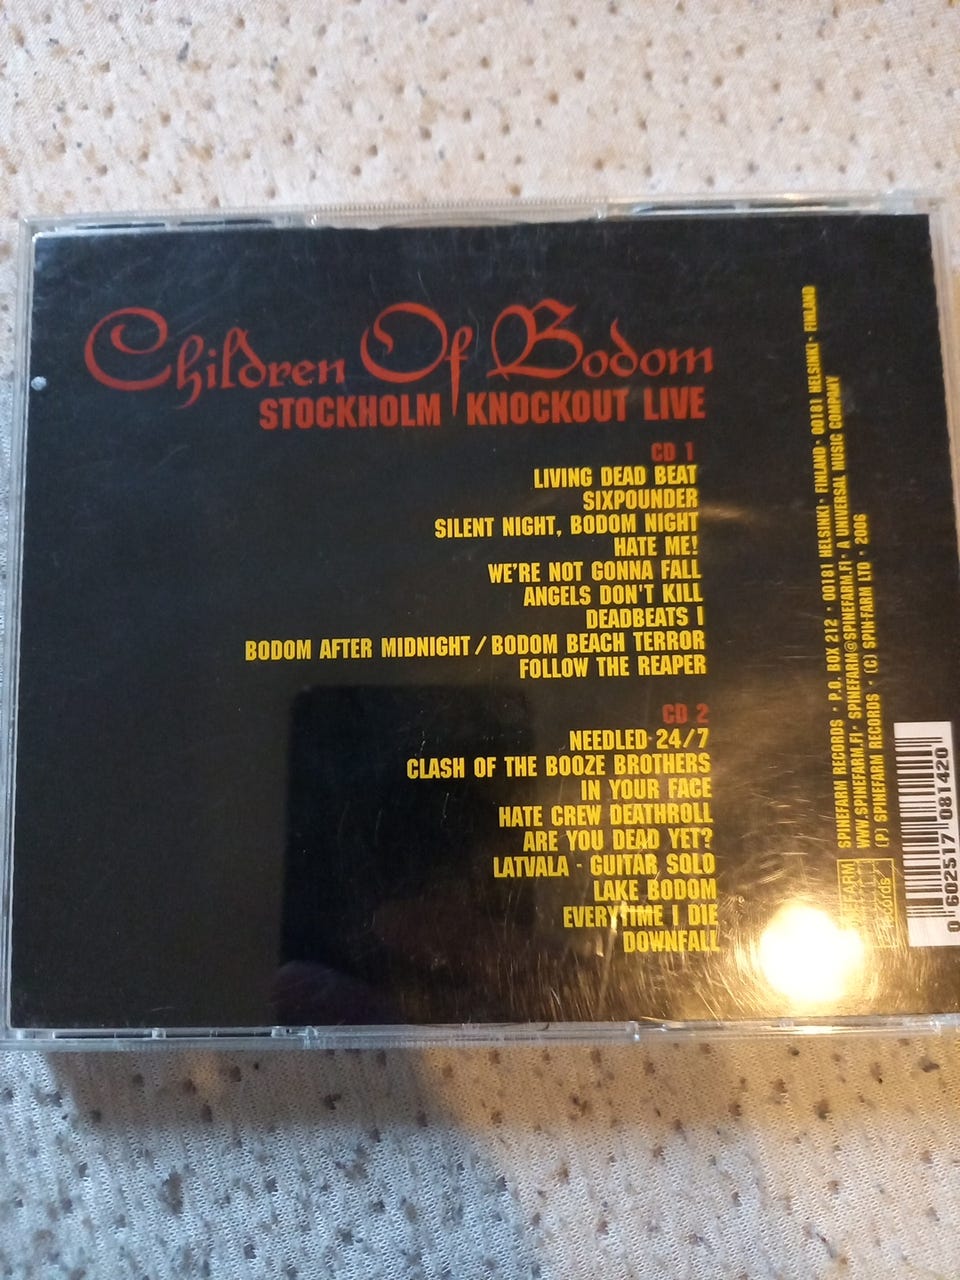 Children Of Bodom
STOCKHOLM KNOCKOUT LIVE
CD 1
LIVING DEAD BEAT
SIXPOUNDER
SILENT NIGHT, BODOM NIGHT
HATE ME!
WE'RE NOT GONNA FALL
ANGELS DON'T KILL
DEADBEATS I
BODOM AFTER MIDNIGHT / BODOM BEACH TERROR
FOLLOW THE REAPER
CD 2
NEEDLED 24/7
CLASH OF THE BOOZE BROTHERS
IN YOUR FACE
HATE CREW DEATHROLL
ARE YOU DEAD YET?
LATVALA - GUITAR SOLO
LAKE BODOM
EVERYTIME I DIE
DOWNFALL
SPINEFARM RECORDS · P.O. BOX 212 · 00181 HELSINKI · FINLAND · 00181 HELSINKI · FINLAND
WWW.SPINEFARM.FI · SPINEFARM@SPINEFARM.FI · A UNIVERSAL MUSIC COMPANY
(P) SPINEFARM RECORDS · (C) SPIN-FARM LTD · 2006
records
0 602517 081420